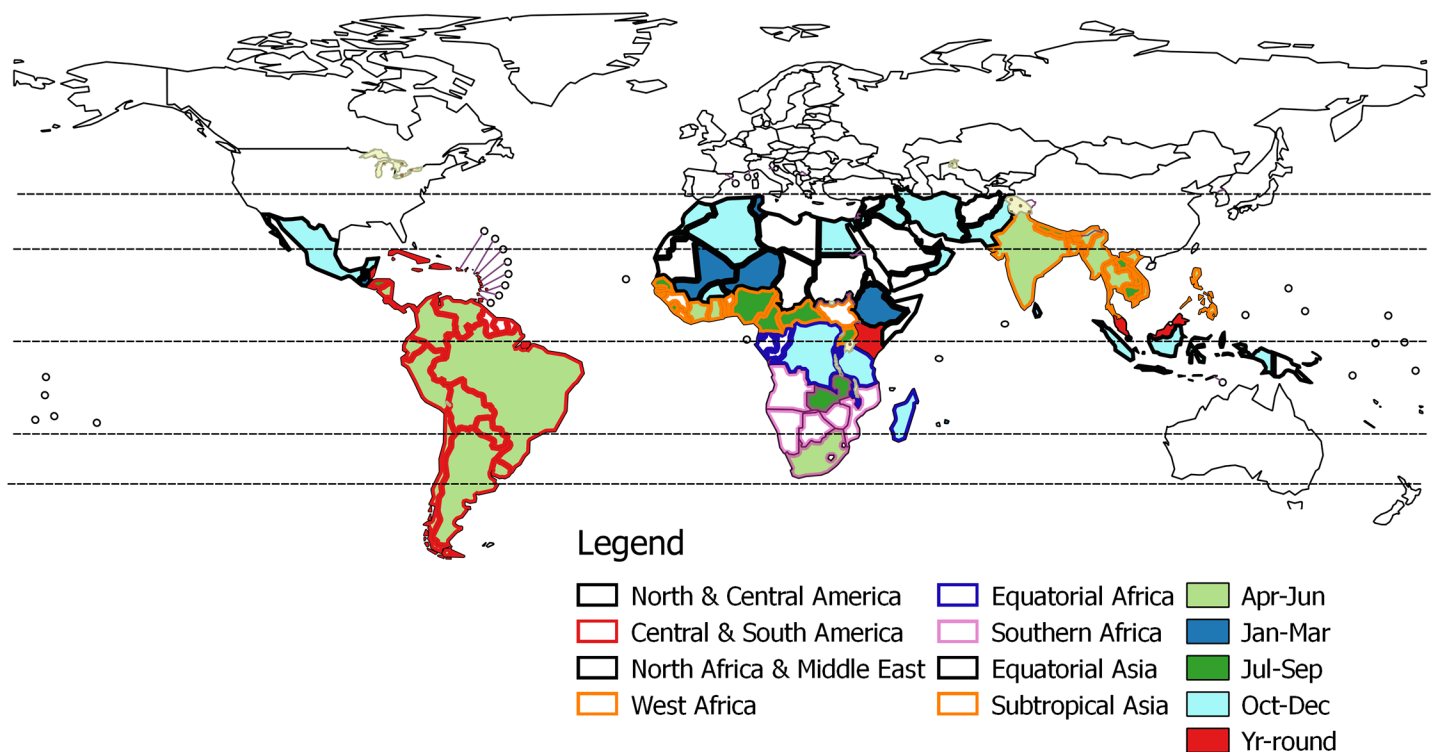 Legend
North & Central America
Central & South America
North Africa & Middle East
West Africa
Equatorial Africa
Southern Africa
Equatorial Asia
Subtropical Asia
Apr-Jun
Jan-Mar
Jul-Sep
Oct-Dec
Yr-round